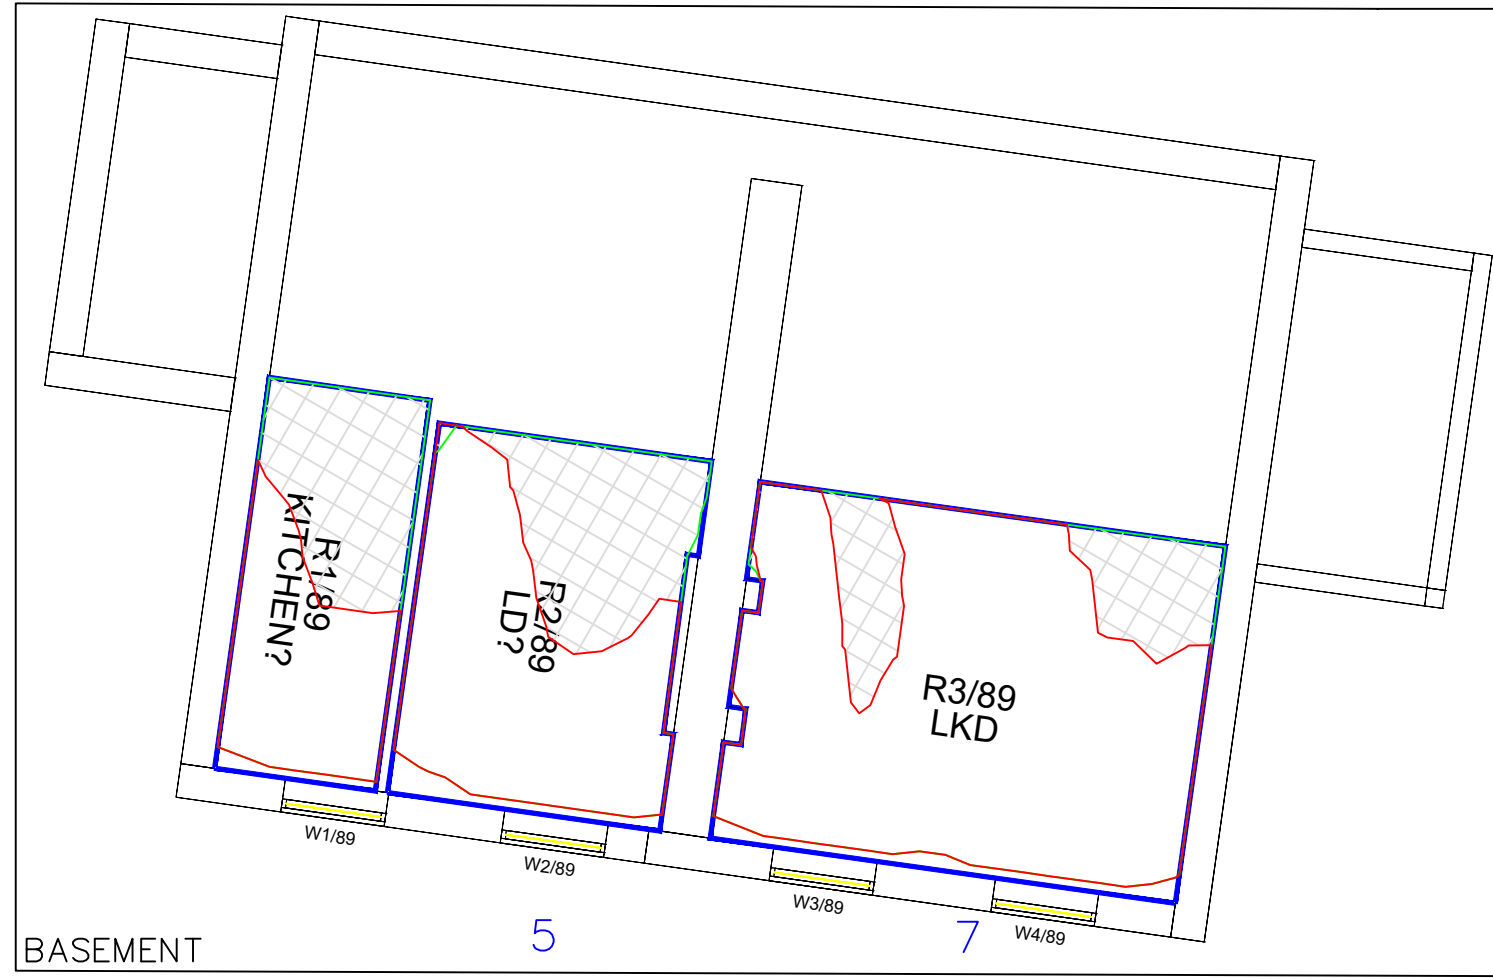 R1/89
KITCHEN?
R2/89
LD?
R3/89
LKD
W1/89
W2/89
W3/89
W4/89
5
7
BASEMENT